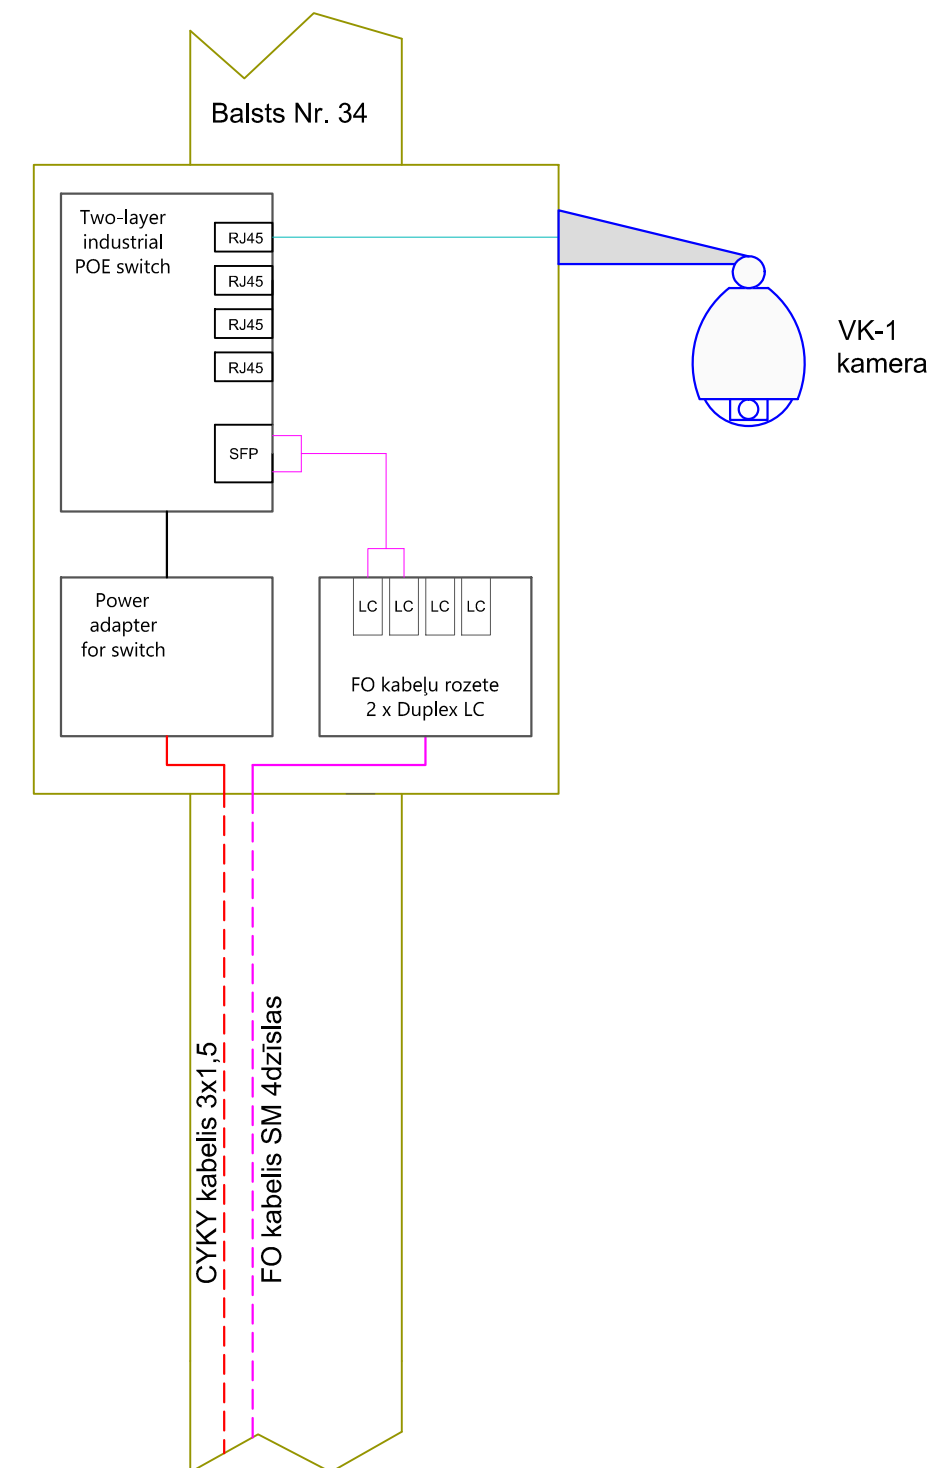 Balsts Nr. 34
Two-layer
industrial
POE switch
RJ45
RJ45
RJ45
RJ45
SFP
VK-1
kamera
Power
adapter
for switch
LC
LC
LC
LC
FO kabeļu rozete
2 x Duplex LC
CYKY kabelis 3x1,5
FO kabelis SM 4dzīslas